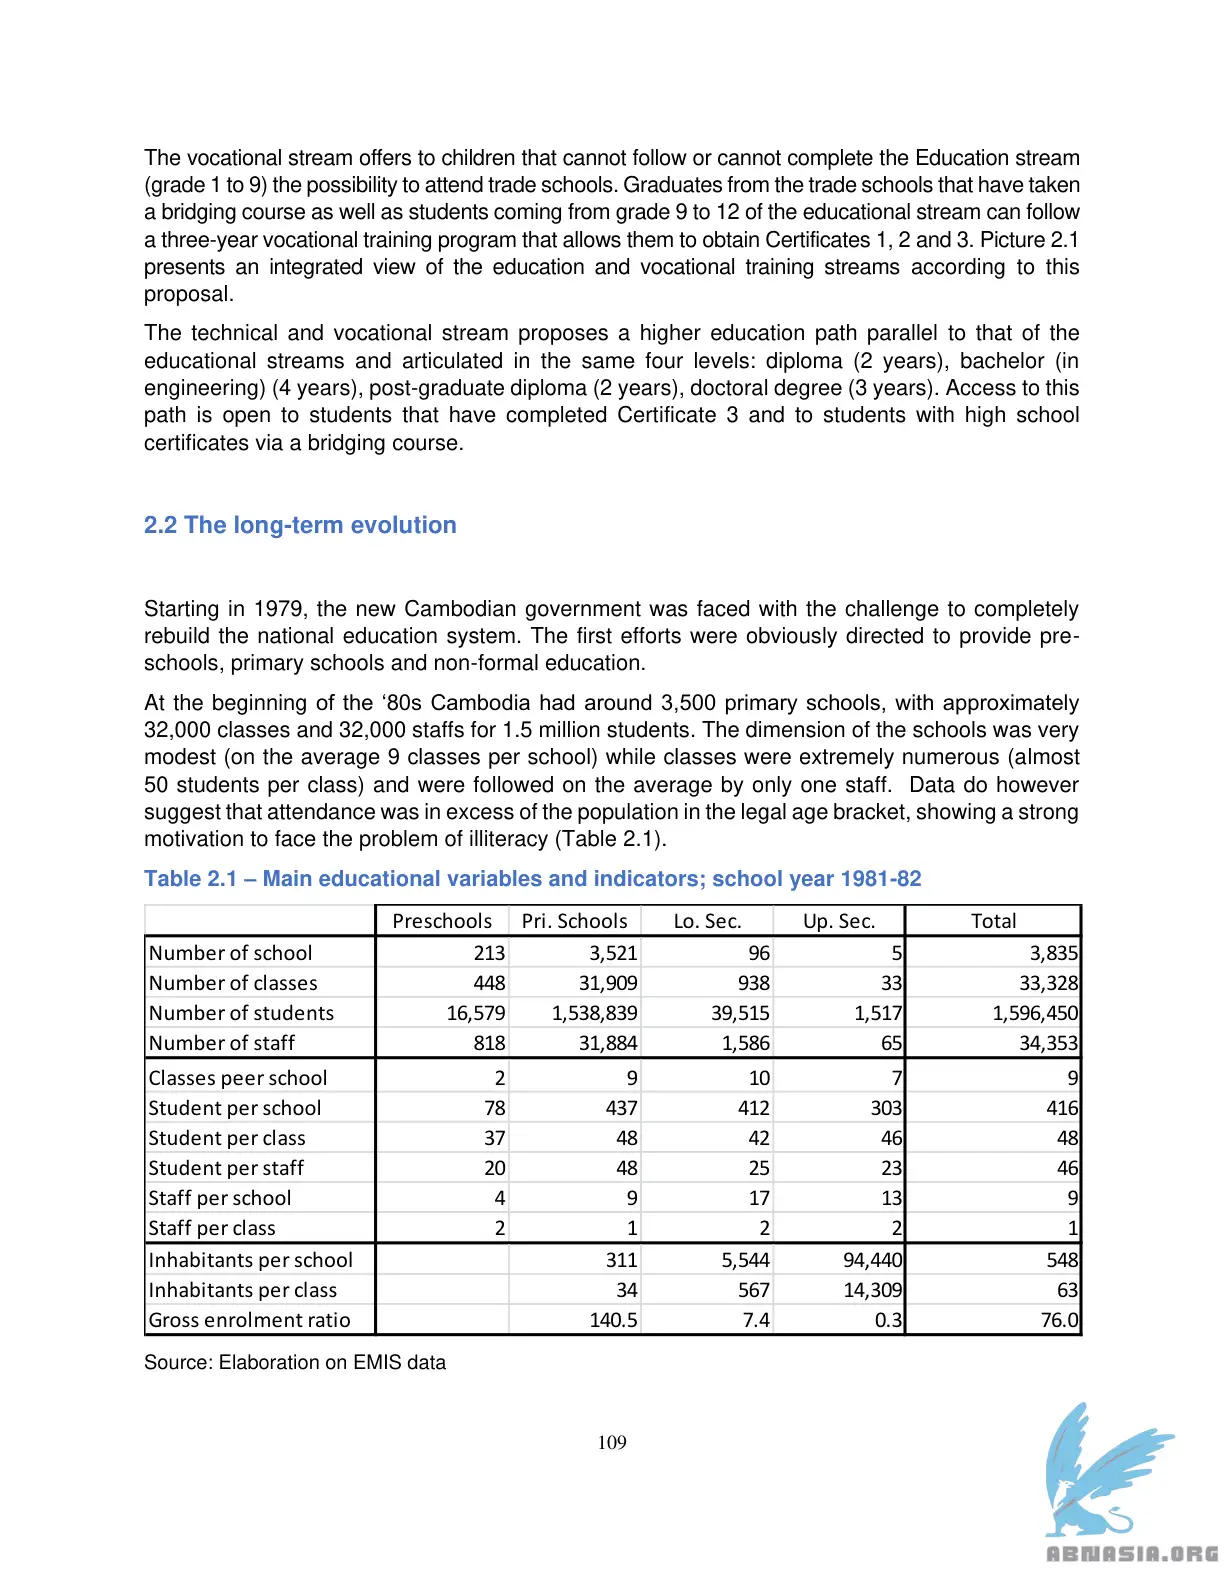 The vocational stream offers to children that cannot follow or cannot complete the Education stream
(grade 1 to 9) the possibility to attend trade schools. Graduates from the trade schools that have taken
a bridging course as well as students coming from grade 9 to 12 of the educational stream can follow
a three-year vocational training program that allows them to obtain Certificates 1, 2 and 3. Picture 2.1
presents an integrated view of the education and vocational training streams according to this
proposal.
The technical and vocational stream proposes a higher education path parallel to that of the
educational streams and articulated in the same four levels: diploma (2 years), bachelor (in
engineering) (4 years), post-graduate diploma (2 years), doctoral degree (3 years). Access to this
path is open to students that have completed Certificate 3 and to students with high school
certificates via a bridging course.
2.2 The long-term evolution
Starting in 1979, the new Cambodian government was faced with the challenge to completely
rebuild the national education system. The first efforts were obviously directed to provide pre-
schools, primary schools and non-formal education.
At the beginning of the ‘80s Cambodia had around 3,500 primary schools, with approximately
32,000 classes and 32,000 staffs for 1.5 million students. The dimension of the schools was very
modest (on the average 9 classes per school) while classes were extremely numerous (almost
50 students per class) and were followed on the average by only one staff. Data do however
suggest that attendance was in excess of the population in the legal age bracket, showing a strong
motivation to face the problem of illiteracy (Table 2.1).
Table 2.1 – Main educational variables and indicators; school year 1981-82
Preschools Pri. Schools Lo. Sec. Up. Sec. Total
Number of school 213 3,521 96 5 3,835
Number of classes 448 31,909 938 33 33,328
Number of students 16,579 1,538,839 39,515 1,517 1,596,450
Number of staff 818 31,884 1,586 65 34,353
Classes peer school 2 9 10 7 9
Student per school 78 437 412 303 416
Student per class 37 48 42 46 48
Student per staff 20 48 25 23 46
Staff per school 4 9 17 13 9
Staff per class 2 1 2 2 1
Inhabitants per school 311 5,544 94,440 548
Inhabitants per class 34 567 14,309 63
Gross enrolment ratio 140.5 7.4 0.3 76.0
Source: Elaboration on EMIS data
109
ABNASIA.ORG